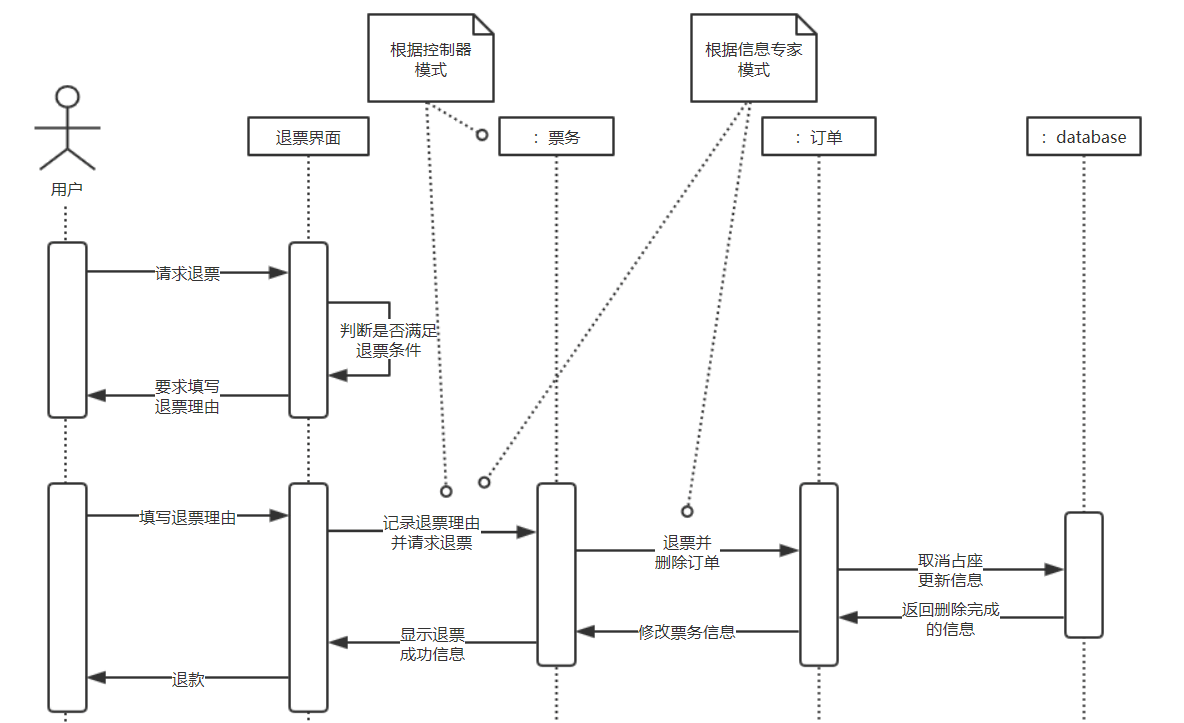 根据控制器
模式
根据信息专家
模式
用户
退票界面
：票务
：订单
：database
请求退票
判断是否满足
退票条件
要求填写
退票理由
填写退票理由
记录退票理由
并请求退票
退票并
删除订单
取消占座
更新信息
返回删除完成
的信息
修改票务信息
显示退票
成功信息
退款